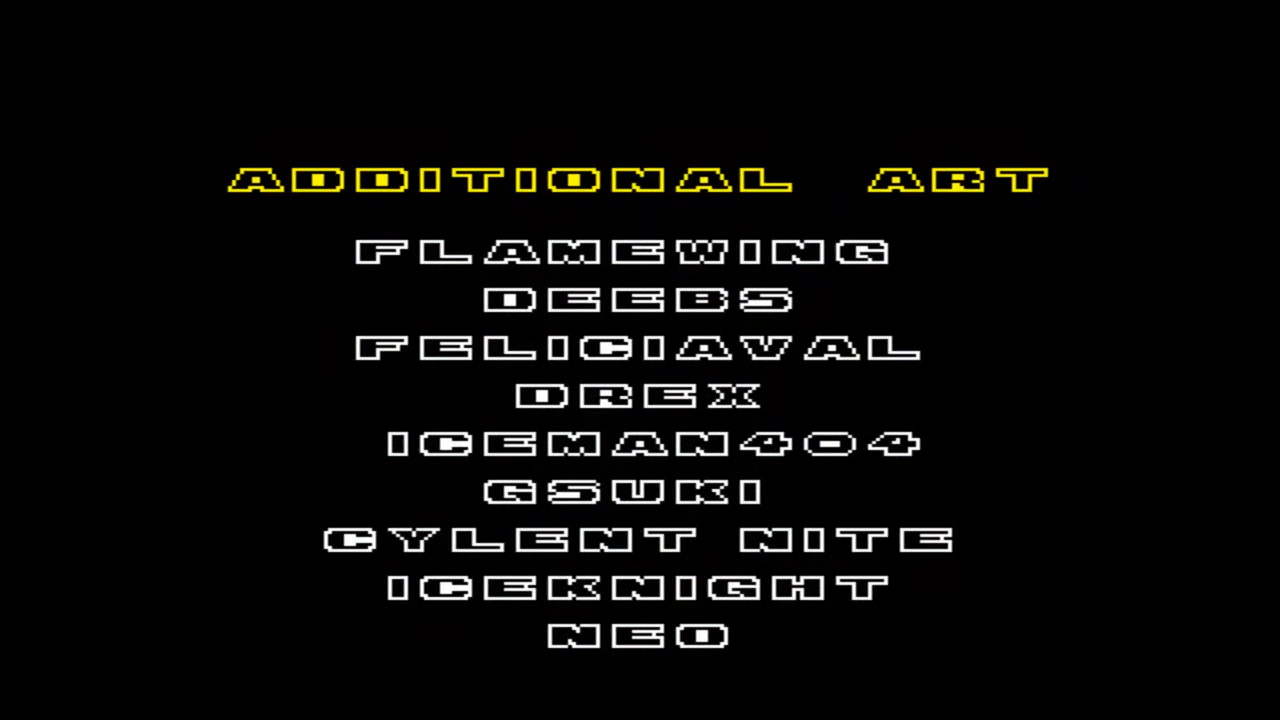 ADDITIONAL ART
FLAMEWING
DEEBS
FELICIAVAL
DREX
ICEMAN404
GSUKI
CYLENT NITE
ICEKNIGHT
NEO